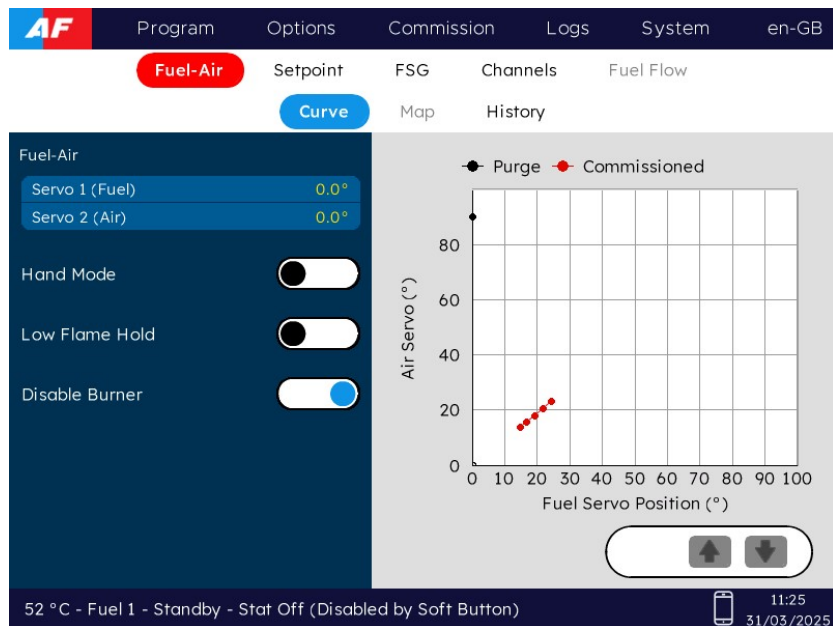 AF Program Options Commission Logs System en-GB
Fuel-Air Setpoint FSG Channels Fuel Flow
Curve Map History
Fuel-Air
Servo 1 (Fuel) 0.0°
Servo 2 (Air) 0.0°
Hand Mode
Low Flame Hold
Disable Burner
Purge Commissioned
80
60
40
20
0
Air Servo (°)
0 10 20 30 40 50 60 70 80 90 100
Fuel Servo Position (°)
52 °C - Fuel 1 - Standby - Stat Off (Disabled by Soft Button)
11:25
31/03/2025